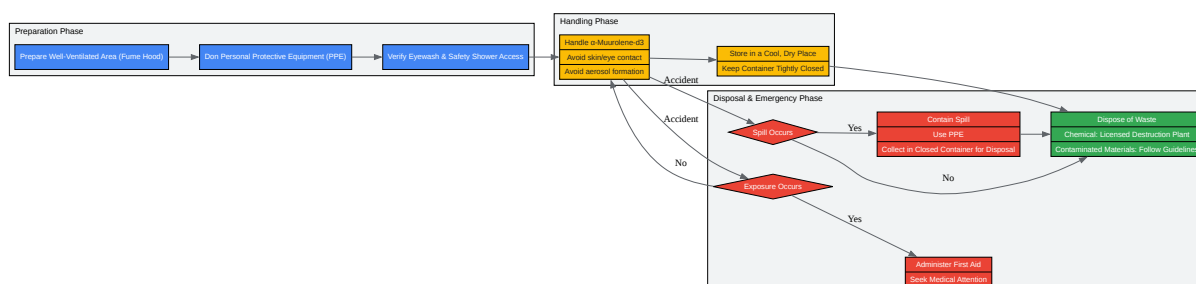 Preparation Phase
Prepare Well-Ventilated Area (Fume Hood)
Don Personal Protective Equipment (PPE)
Verify Eyewash & Safety Shower Access
Handling Phase
Handle α-Muurolene-d3
Avoid skin/eye contact
Avoid aerosol formation
Store in a Cool, Dry Place
Keep Container Tightly Closed
Accident
Accident
No
Disposal & Emergency Phase
Spill Occurs
Yes
Contain Spill
Use PPE
Collect in Closed Container for Disposal
Dispose of Waste
Chemical: Licensed Destruction Plant
Contaminated Materials: Follow Guidelines
No
Exposure Occurs
Yes
Administer First Aid
Seek Medical Attention